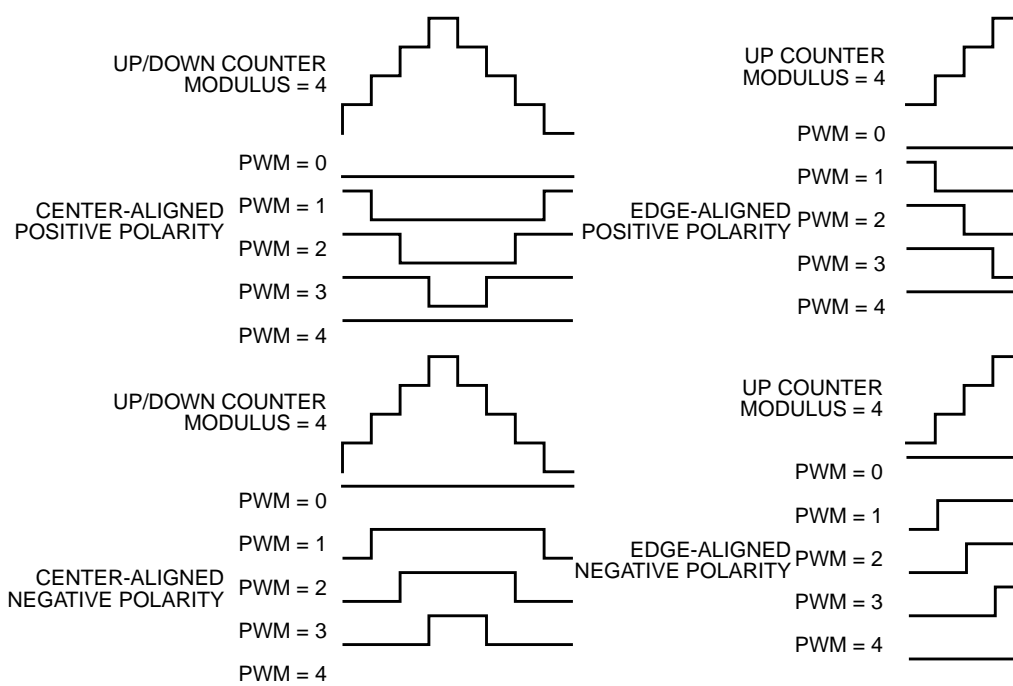 UP/DOWN COUNTER
MODULUS = 4
PWM = 0
CENTER-ALIGNED
POSITIVE POLARITY
PWM = 1
PWM = 2
PWM = 3
PWM = 4
UP COUNTER
MODULUS = 4
PWM = 0
EDGE-ALIGNED
POSITIVE POLARITY
PWM = 1
PWM = 2
PWM = 3
PWM = 4
UP/DOWN COUNTER
MODULUS = 4
PWM = 0
PWM = 1
CENTER-ALIGNED
NEGATIVE POLARITY
PWM = 2
PWM = 3
PWM = 4
UP COUNTER
MODULUS = 4
PWM = 0
PWM = 1
EDGE-ALIGNED
NEGATIVE POLARITY
PWM = 2
PWM = 3
PWM = 4